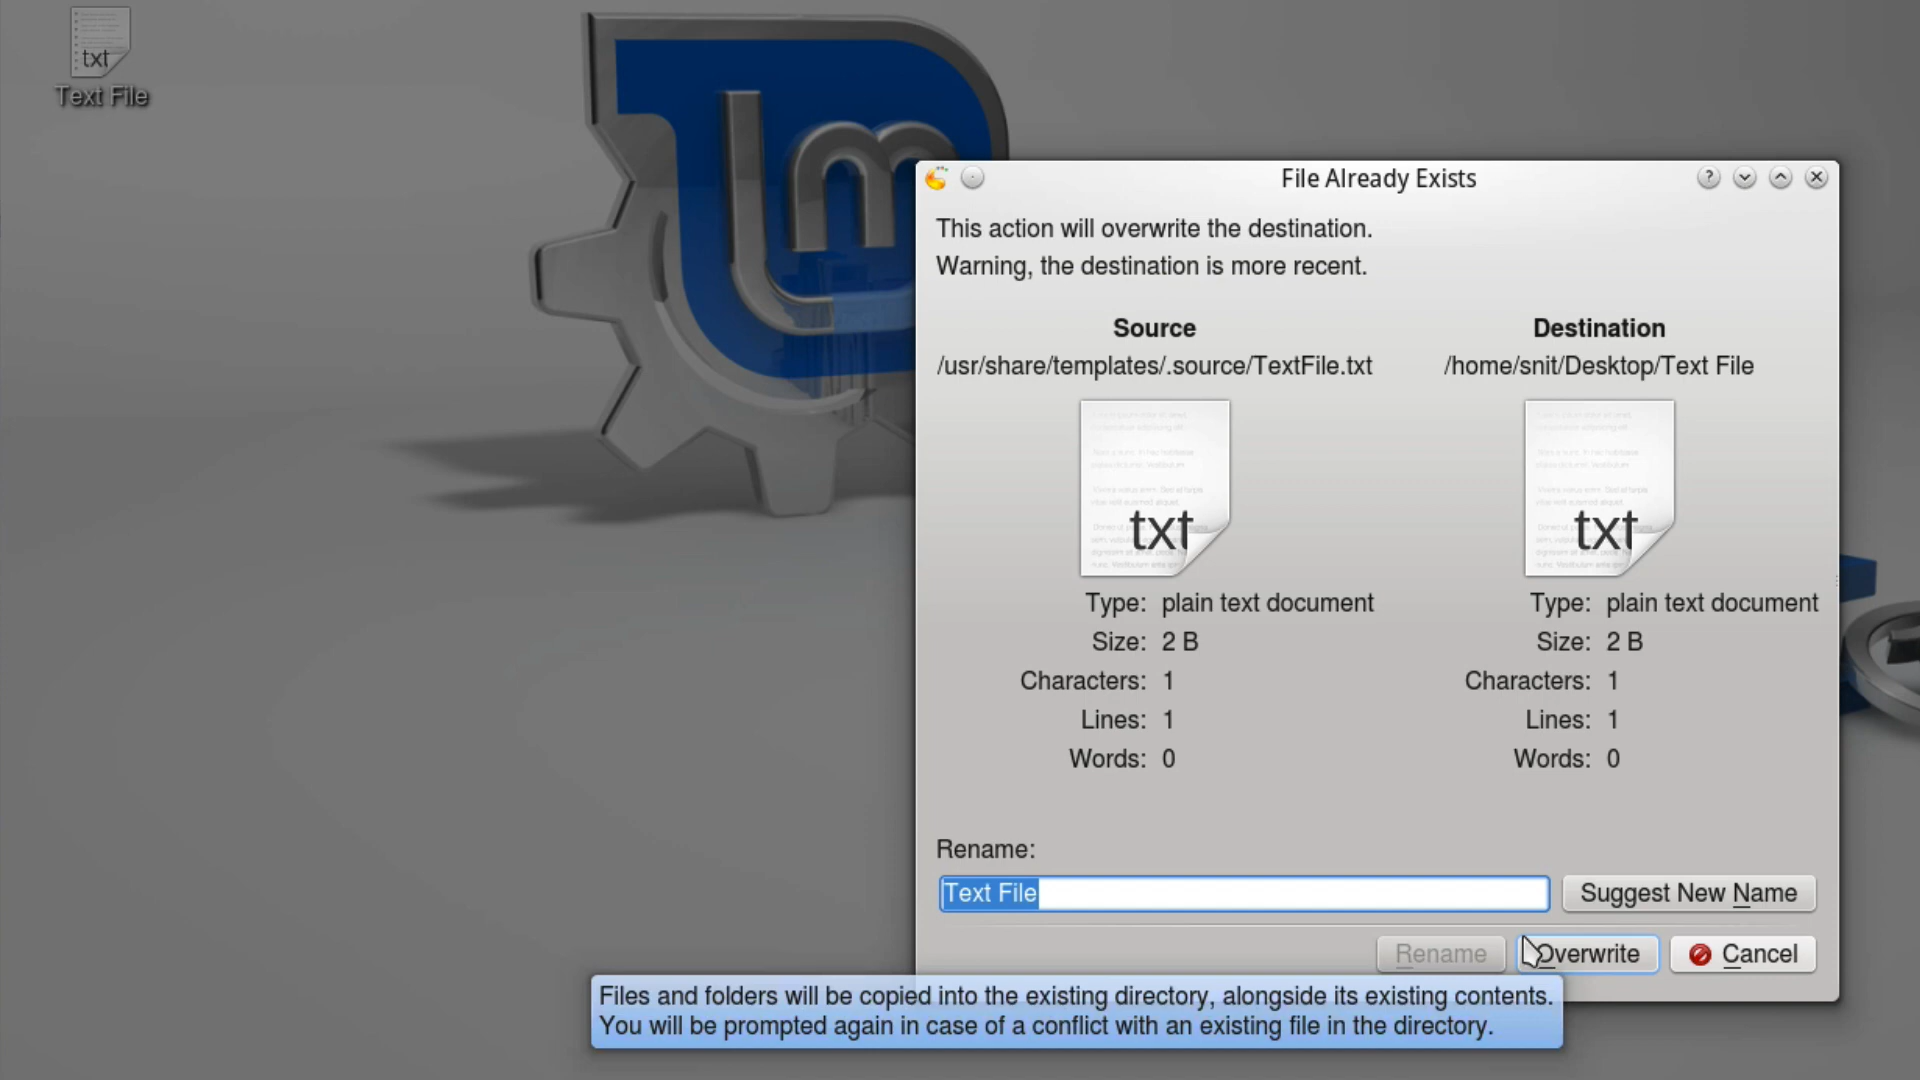 txt
Text File
lm
File Already Exists
This action will overwrite the destination.
Warning, the destination is more recent.
Source
Destination
/usr/share/templates/.source/TextFile.txt
/home/snit/Desktop/Text File
txt
txt
Type: plain text document
Type: plain text document
Size: 2 B
Size: 2 B
Characters: 1
Characters: 1
Lines: 1
Lines: 1
Words: 0
Words: 0
Rename:
Text File
Suggest New Name
Rename
Overwrite
Cancel
Files and folders will be copied into the existing directory, alongside its existing contents.
You will be prompted again in case of a conflict with an existing file in the directory.